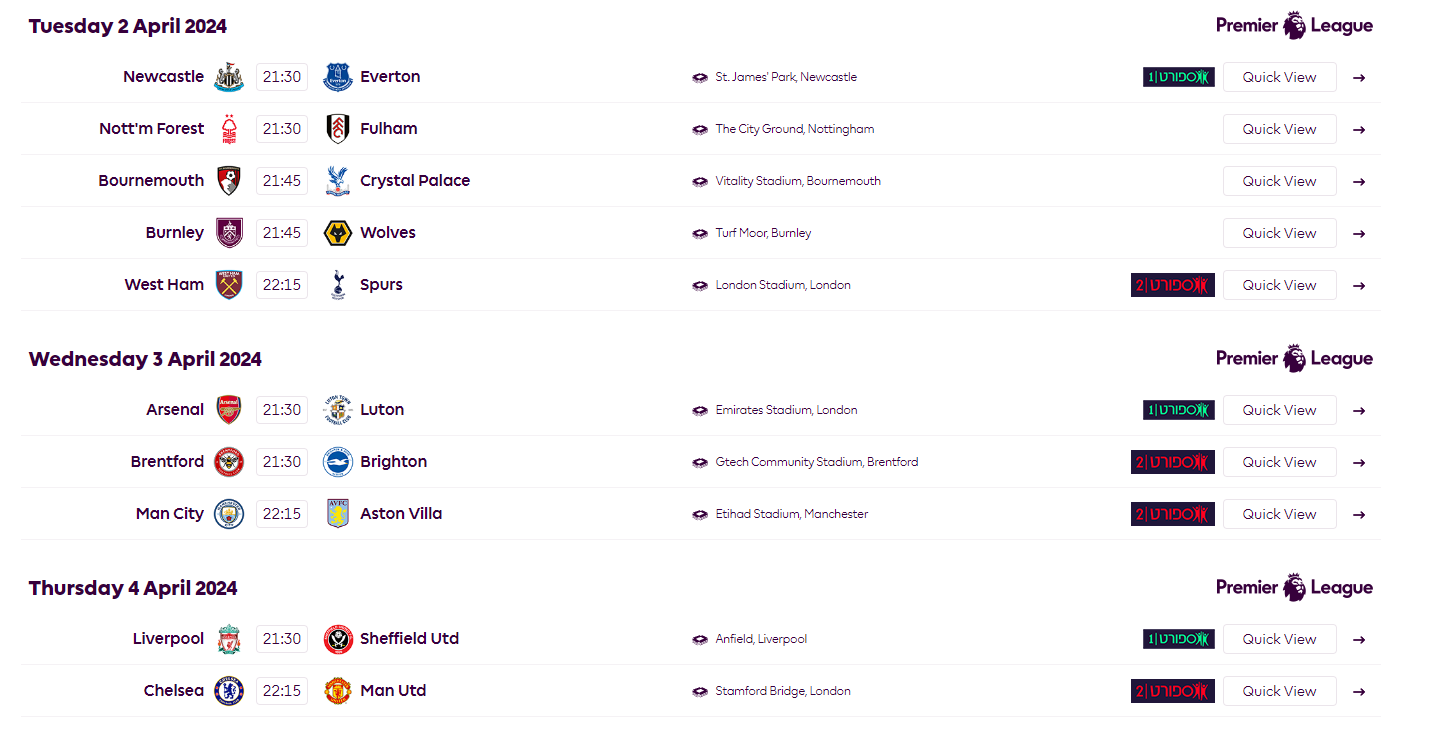 Tuesday 2 April 2024 Premier League
Newcastle 21:30 Everton St. James' Park, Newcastle ספורט|1 Quick View
Nott'm Forest 21:30 Fulham The City Ground, Nottingham Quick View
Bournemouth 21:45 Crystal Palace Vitality Stadium, Bournemouth Quick View
Burnley 21:45 Wolves Turf Moor, Burnley Quick View
West Ham 22:15 Spurs London Stadium, London ספורט|2 Quick View
Wednesday 3 April 2024 Premier League
Arsenal 21:30 Luton Emirates Stadium, London ספורט|1 Quick View
Brentford 21:30 Brighton Gtech Community Stadium, Brentford ספורט|2 Quick View
Man City 22:15 Aston Villa Etihad Stadium, Manchester ספורט|2 Quick View
Thursday 4 April 2024 Premier League
Liverpool 21:30 Sheffield Utd Anfield, Liverpool ספורט|1 Quick View
Chelsea 22:15 Man Utd Stamford Bridge, London ספורט|2 Quick View